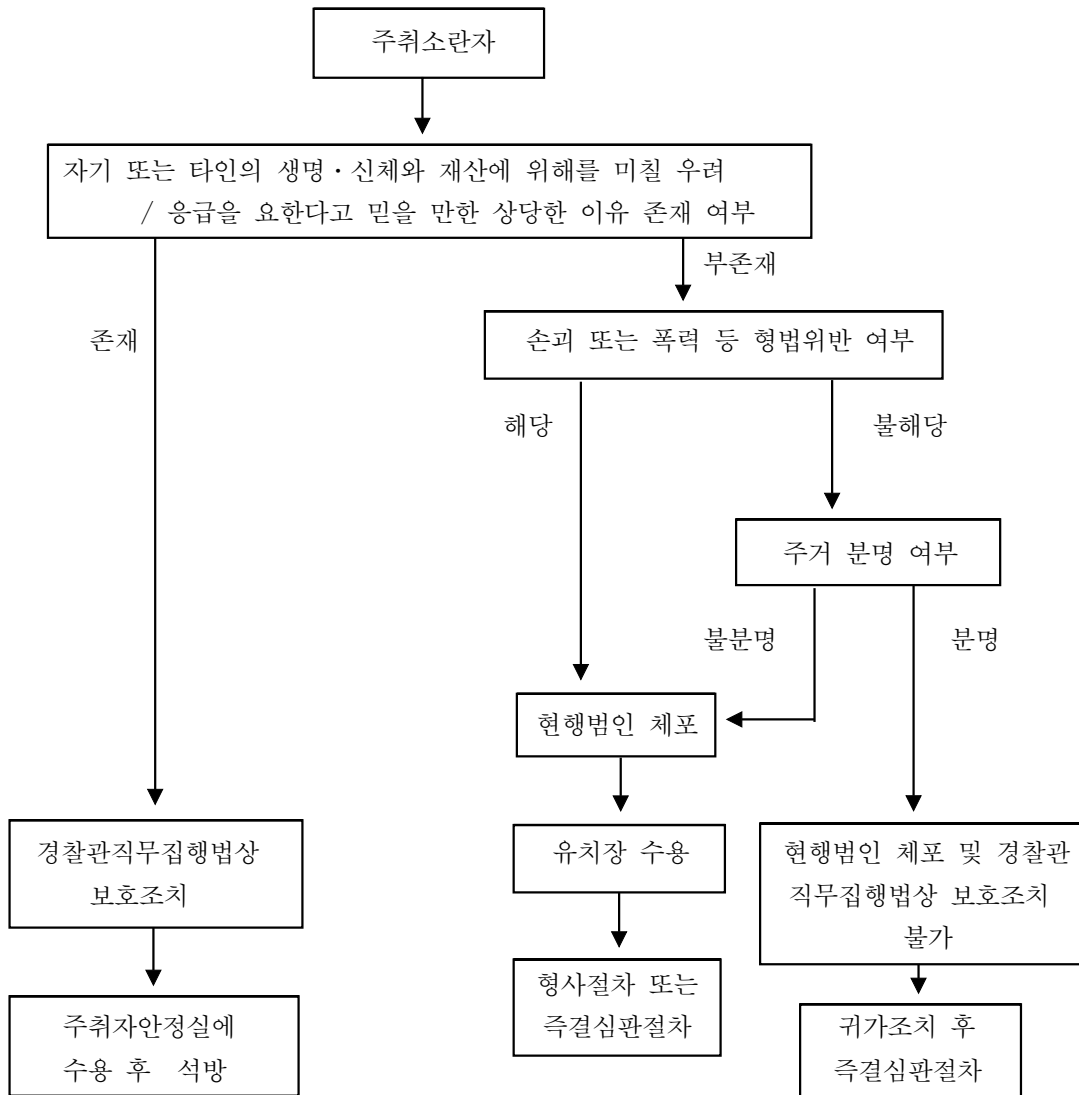 주취소란자
자기 또는 타인의 생명·신체와 재산에 위해를 미칠 우려
/ 응급을 요한다고 믿을 만한 상당한 이유 존재 여부
부존재
존재
손괴 또는 폭력 등 형법위반 여부
해당
불해당
주거 분명 여부
불분명
분명
현행범인 체포
경찰관직무집행법상
보호조치
유치장 수용
현행범인 체포 및 경찰관
직무집행법상 보호조치
불가
주취자안정실에
수용 후 석방
형사절차 또는
즉결심판절차
귀가조치 후
즉결심판절차